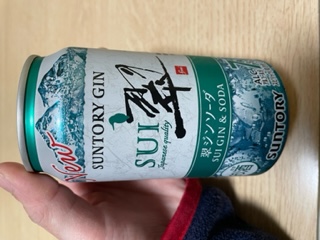 New
SUNTORY GIN
SUI
翠
Japanese quality
翠ジンソーダ
SUI GIN & SODA
SUNTORY